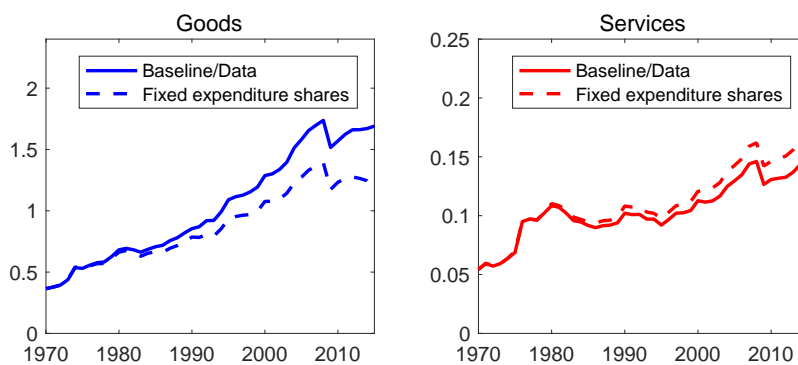 Goods
2
1.5
1
0.5
0
1970 1980 1990 2000 2010
Baseline/Data
Fixed expenditure shares
Services
0.25
0.2
0.15
0.1
0.05
0
1970 1980 1990 2000 2010
Baseline/Data
Fixed expenditure shares